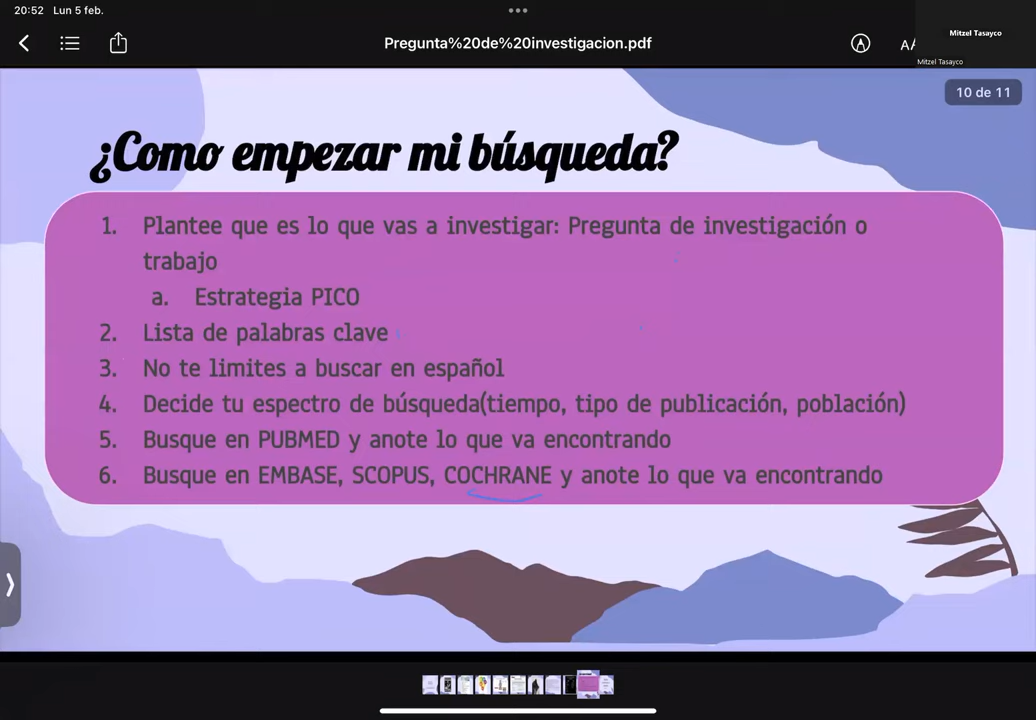 20:52 Lun 5 feb.
Pregunta%20de%20investigacion.pdf
Mitzel Tasayco
Mitzel Tasayco
10 de 11
¿Como empezar mi búsqueda?
1. Plantee que es lo que vas a investigar: Pregunta de investigación o
trabajo
a. Estrategia PICO
2. Lista de palabras clave
3. No te limites a buscar en español
4. Decide tu espectro de búsqueda(tiempo, tipo de publicación, población)
5. Busque en PUBMED y anote lo que va encontrando
6. Busque en EMBASE, SCOPUS, COCHRANE y anote lo que va encontrando